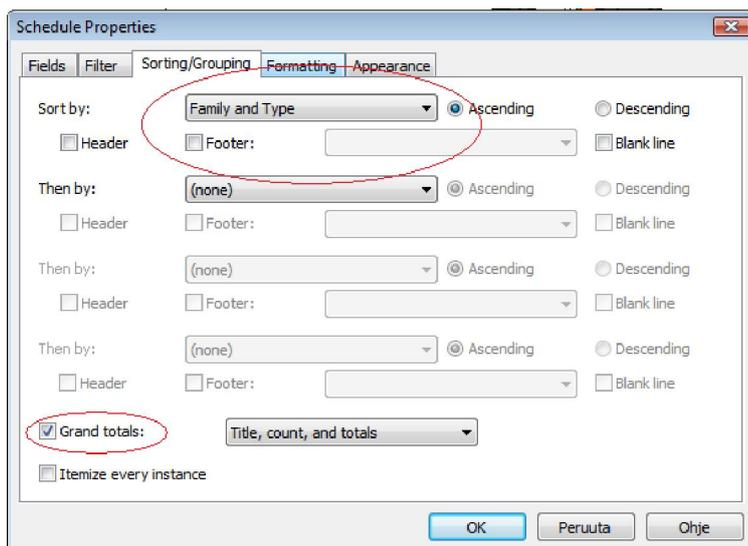 Schedule Properties
Fields Filter Sorting/Grouping Formatting Appearance
Sort by: Family and Type Ascending Descending
Header Footer: Blank line
Then by: (none) Ascending Descending
Header Footer: Blank line
Then by: (none) Ascending Descending
Header Footer: Blank line
Then by: (none) Ascending Descending
Header Footer: Blank line
Grand totals: Title, count, and totals
Itemize every instance
OK Peruuta Ohje